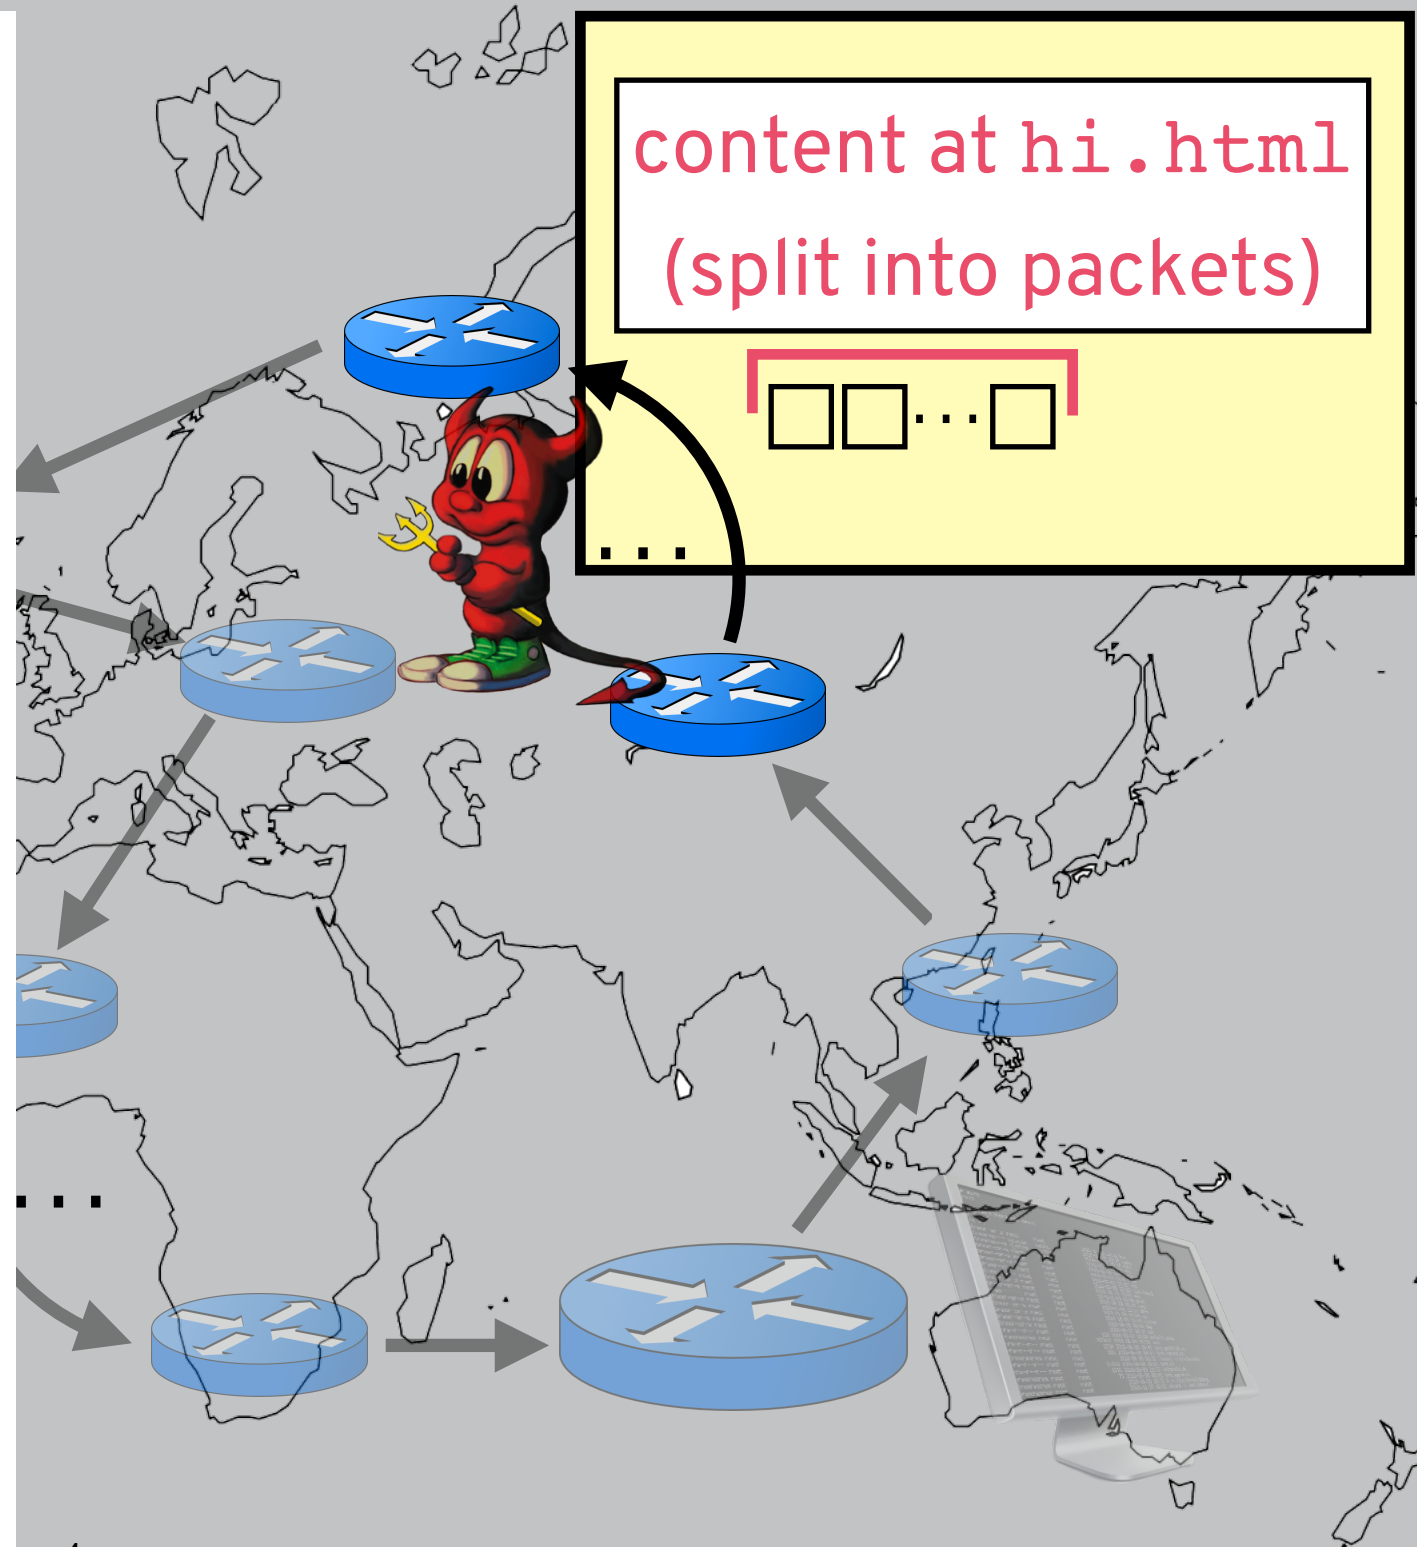 content at hi.html
(split into packets)
...
...
...